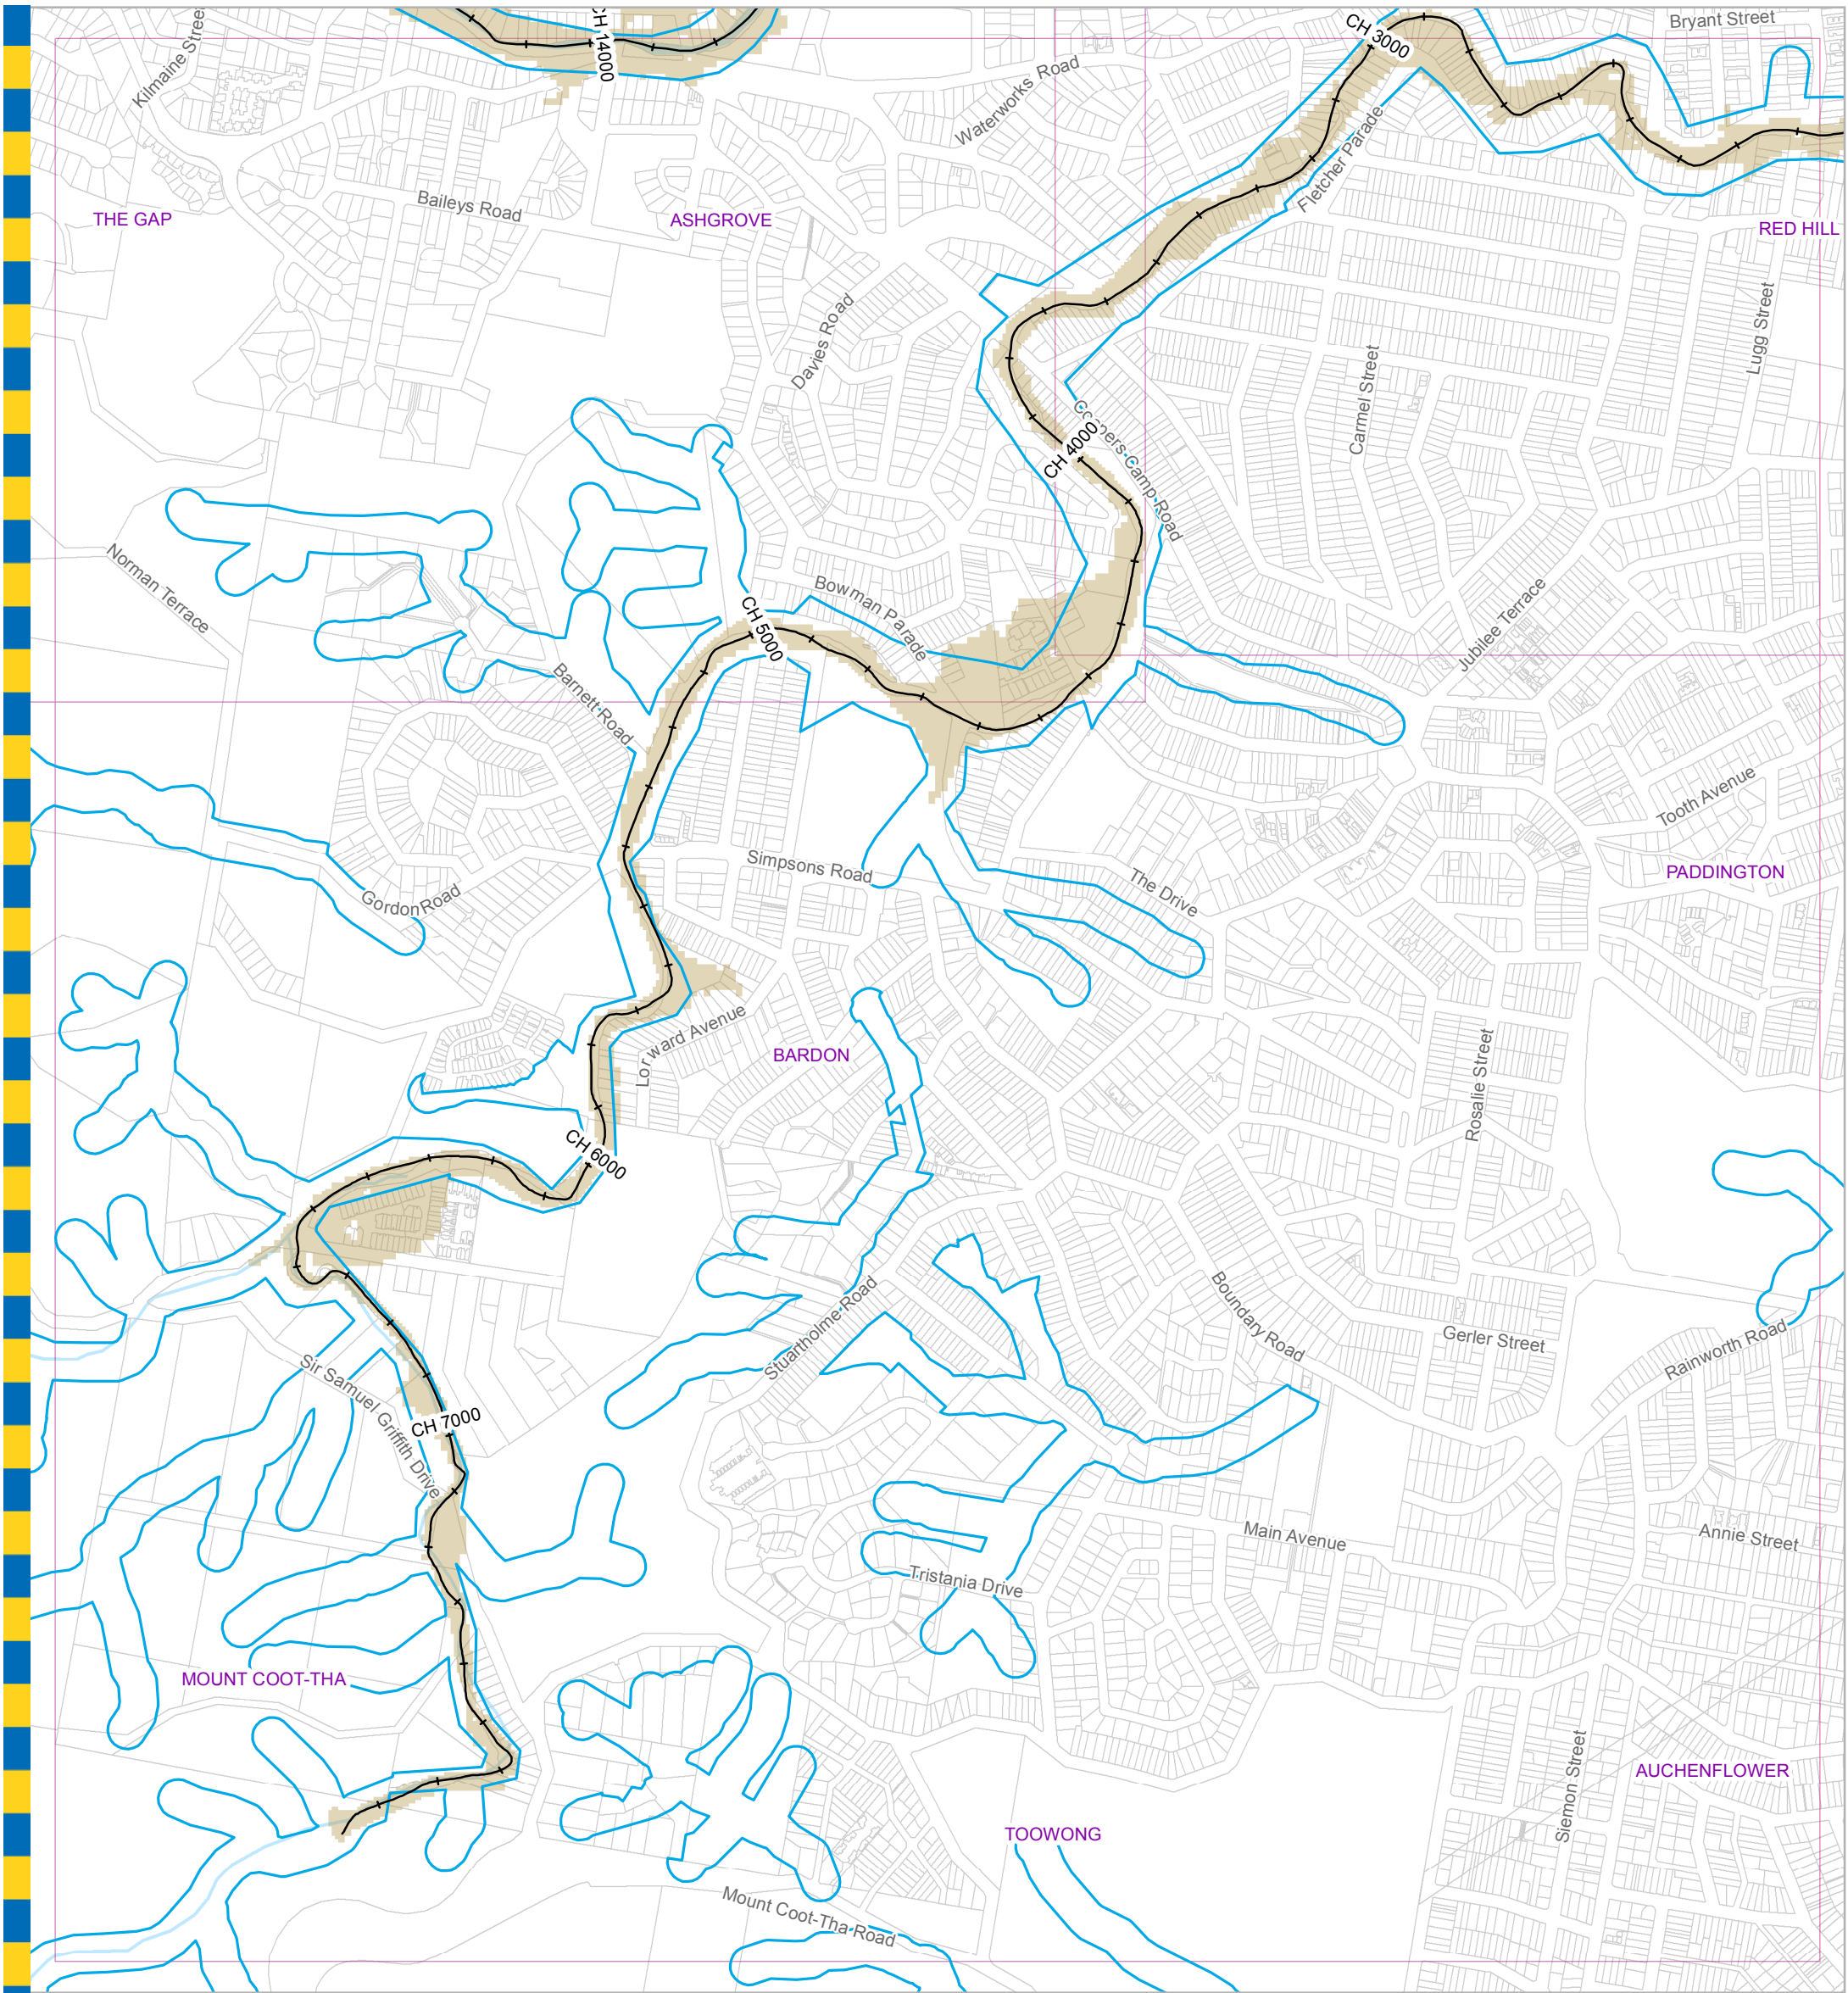 Kilmaine Street
CH 14000
CH 3000
Bryant Street
Waterworks Road
Fletcher Parade
Baileys Road
THE GAP
ASHGROVE
RED HILL
Davies Road
Lugg Street
Carmel Street
Coopers Camp Road
CH 4000
Norman Terrace
Bowman Parade
CH 5000
Jubilee Terrace
Barnett Road
Tooth Avenue
Simpsons Road
The Drive
PADDINGTON
Gordon Road
Lorward Avenue
BARDON
Rosalie Street
CH 6000
Stuartholme Road
Boundary Road
Gerler Street
Rainworth Road
Sir Samuel Griffith Drive
CH 7000
Main Avenue
Annie Street
Tristania Drive
MOUNT COOT-THA
Siemon Street
AUCHENFLOWER
TOOWONG
Mount Coot-Tha Road